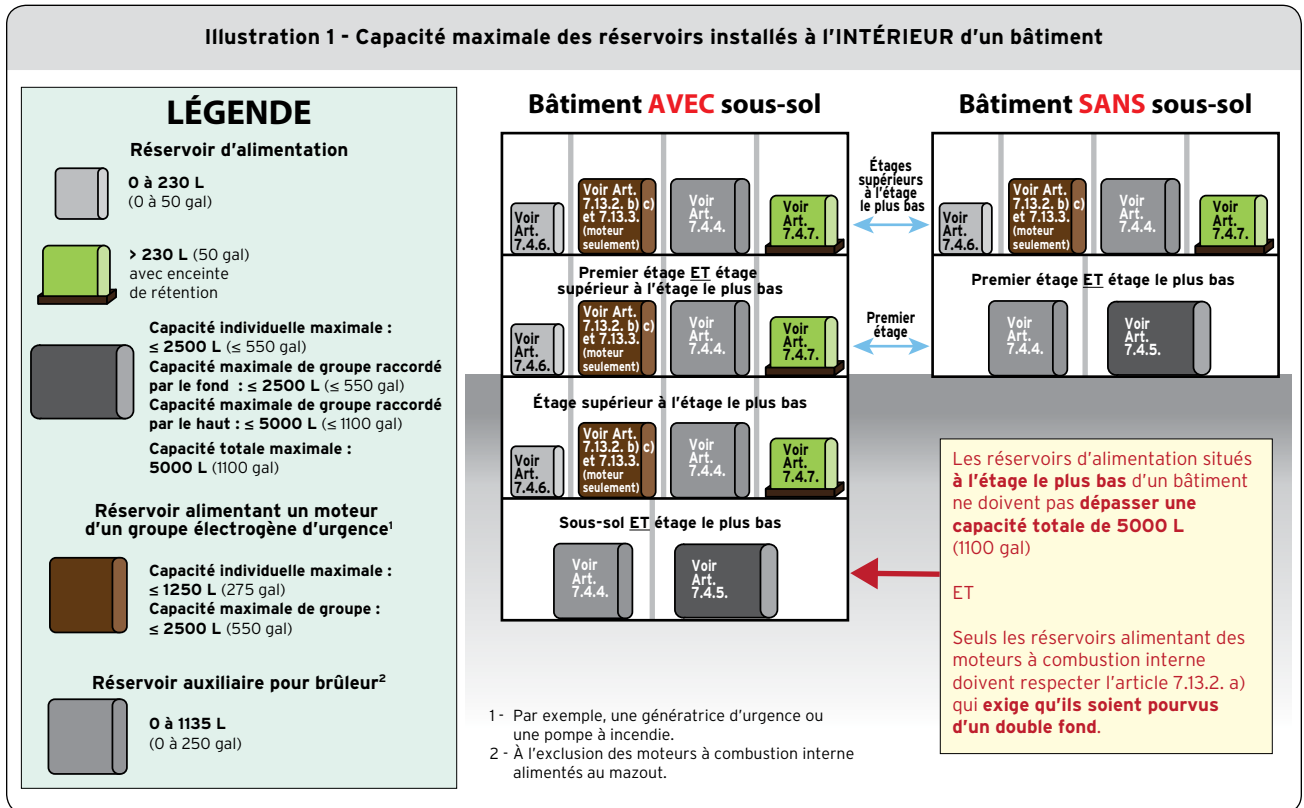 Illustration 1 - Capacité maximale des réservoirs installés à l'INTÉRIEUR d'un bâtiment
LÉGENDE
Réservoir d'alimentation
0 à 230 L
(0 à 50 gal)
> 230 L (50 gal)
avec enceinte
de rétention
Capacité individuelle maximale :
≤ 2500 L (≤ 550 gal)
Capacité maximale de groupe raccordé
par le fond : ≤ 2500 L (≤ 550 gal)
Capacité maximale de groupe raccordé
par le haut : ≤ 5000 L (≤ 1100 gal)
Capacité totale maximale :
5000 L (1100 gal)
Réservoir alimentant un moteur
d'un groupe électrogène d'urgence¹
Capacité individuelle maximale :
≤ 1250 L (275 gal)
Capacité maximale de groupe :
≤ 2500 L (550 gal)
Réservoir auxiliaire pour brûleur²
0 à 1135 L
(0 à 250 gal)
Bâtiment AVEC sous-sol
Voir
Art.
7.4.6.
Voir Art.
7.13.2. b) c)
et 7.13.3.
(moteur
seulement)
Voir
Art.
7.4.4.
Voir
Art.
7.4.7.
Premier étage ET étage
supérieur à l'étage le plus bas
Voir
Art.
7.4.6.
Voir Art.
7.13.2. b) c)
et 7.13.3.
(moteur
seulement)
Voir
Art.
7.4.4.
Voir
Art.
7.4.7.
Étage supérieur à l'étage le plus bas
Voir
Art.
7.4.6.
Voir Art.
7.13.2. b) c)
et 7.13.3.
(moteur
seulement)
Voir
Art.
7.4.4.
Voir
Art.
7.4.7.
Sous-sol ET étage le plus bas
Voir
Art.
7.4.4.
Voir
Art.
7.4.5.
Étages
supérieurs
à l'étage
le plus bas
Premier
étage
Bâtiment SANS sous-sol
Voir
Art.
7.4.6.
Voir Art.
7.13.2. b) c)
et 7.13.3.
(moteur
seulement)
Voir
Art.
7.4.4.
Voir
Art.
7.4.7.
Premier étage ET étage le plus bas
Voir
Art.
7.4.4.
Voir
Art.
7.4.5.
Les réservoirs d'alimentation situés
à l'étage le plus bas d'un bâtiment
ne doivent pas dépasser une
capacité totale de 5000 L
(1100 gal)
ET
Seuls les réservoirs alimentant des
moteurs à combustion interne
doivent respecter l'article 7.13.2. a)
qui exige qu'ils soient pourvus
d'un double fond.
1 - Par exemple, une génératrice d'urgence ou
une pompe à incendie.
2 - À l'exclusion des moteurs à combustion interne
alimentés au mazout.